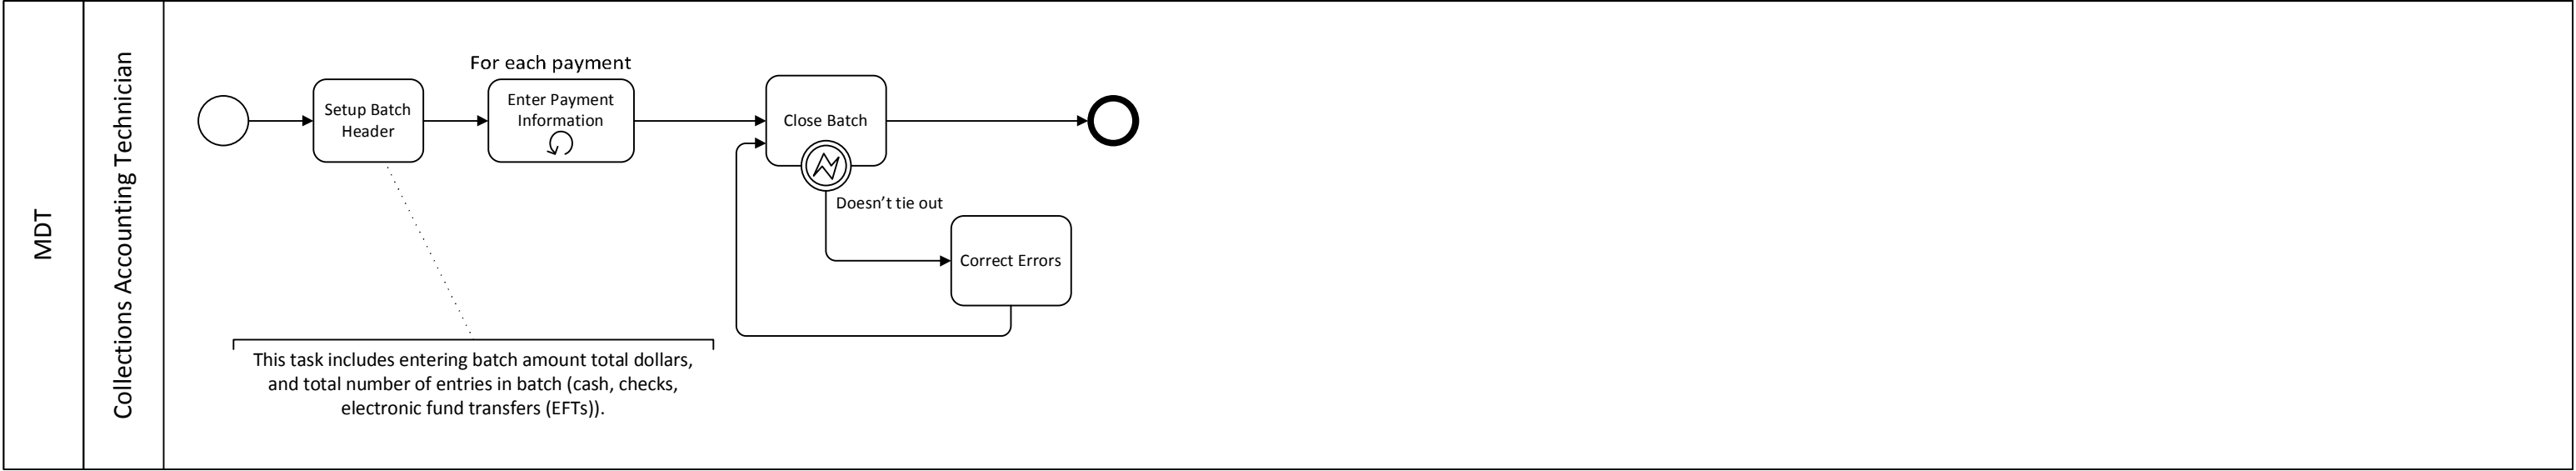 MDT
Collections Accounting Technician
For each payment
Setup Batch
Header
Enter Payment
Information
Close Batch
Doesn’t tie out
Correct Errors
This task includes entering batch amount total dollars,
and total number of entries in batch (cash, checks,
electronic fund transfers (EFTs)).